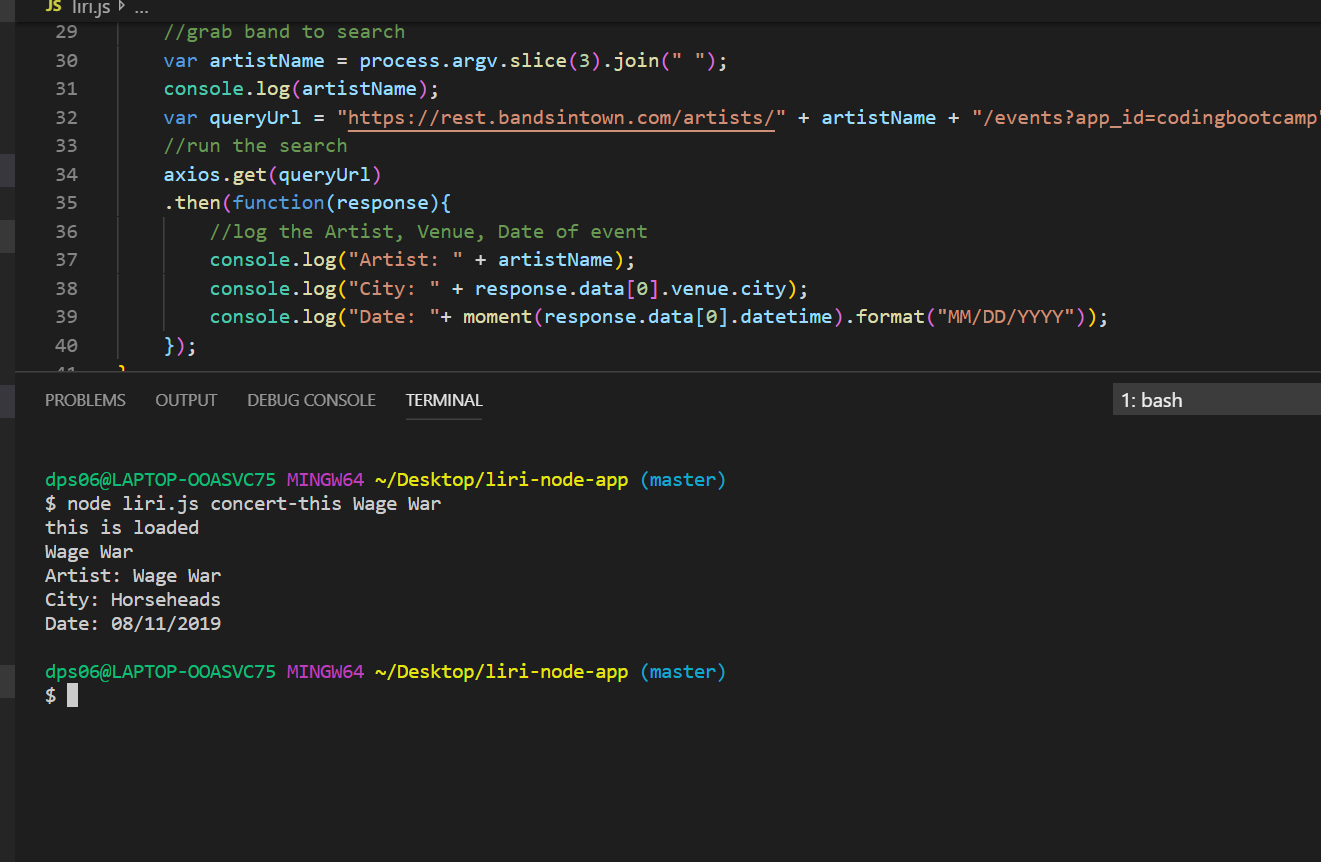 JS liri.js ...
29 //grab band to search
30 var artistName = process.argv.slice(3).join(" ");
31 console.log(artistName);
32 var queryUrl = "https://rest.bandsintown.com/artists/" + artistName + "/events?app_id=codingbootcamp"
33 //run the search
34 axios.get(queryUrl)
35 .then(function(response){
36 //log the Artist, Venue, Date of event
37 console.log("Artist: " + artistName);
38 console.log("City: " + response.data[0].venue.city);
39 console.log("Date: "+ moment(response.data[0].datetime).format("MM/DD/YYYY"));
40 });
41 }
PROBLEMS OUTPUT DEBUG CONSOLE TERMINAL 1: bash
dps06@LAPTOP-OOASVC75 MINGW64 ~/Desktop/liri-node-app (master)
$ node liri.js concert-this Wage War
this is loaded
Wage War
Artist: Wage War
City: Horseheads
Date: 08/11/2019
dps06@LAPTOP-OOASVC75 MINGW64 ~/Desktop/liri-node-app (master)
$